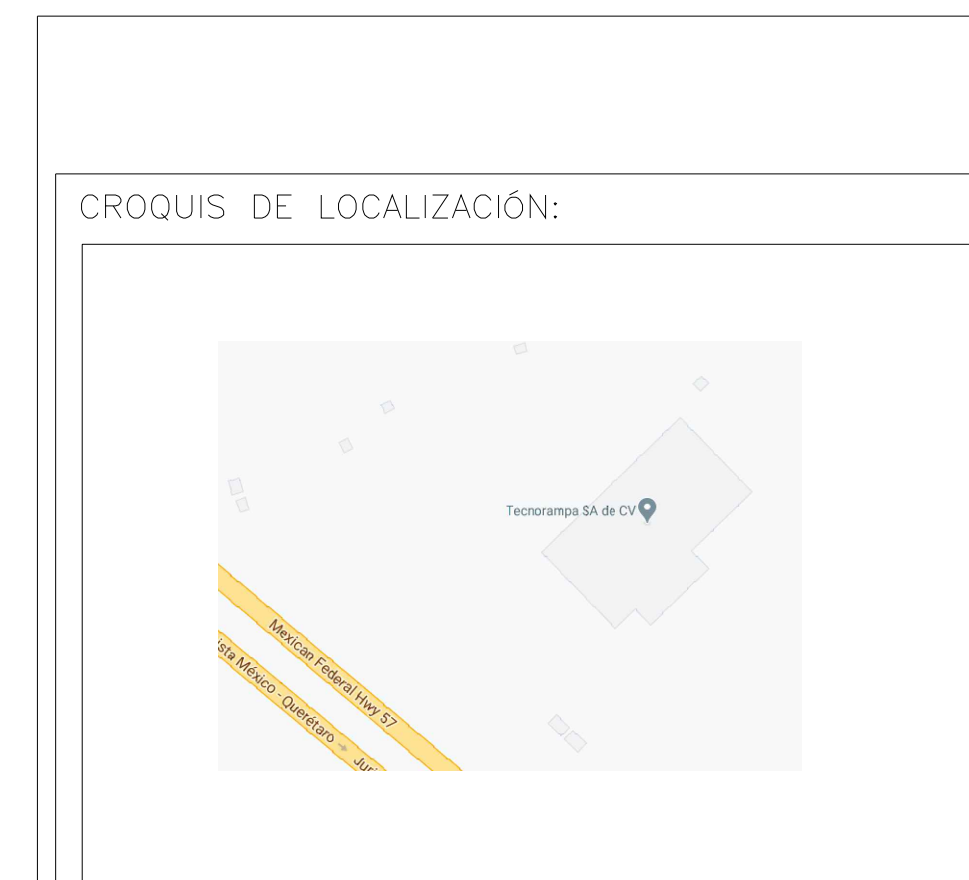 CROQUIS DE LOCALIZACIÓN:
Tecnorampa SA de CV
Mexican Federal Hwy 57
ista México - Querétaro →